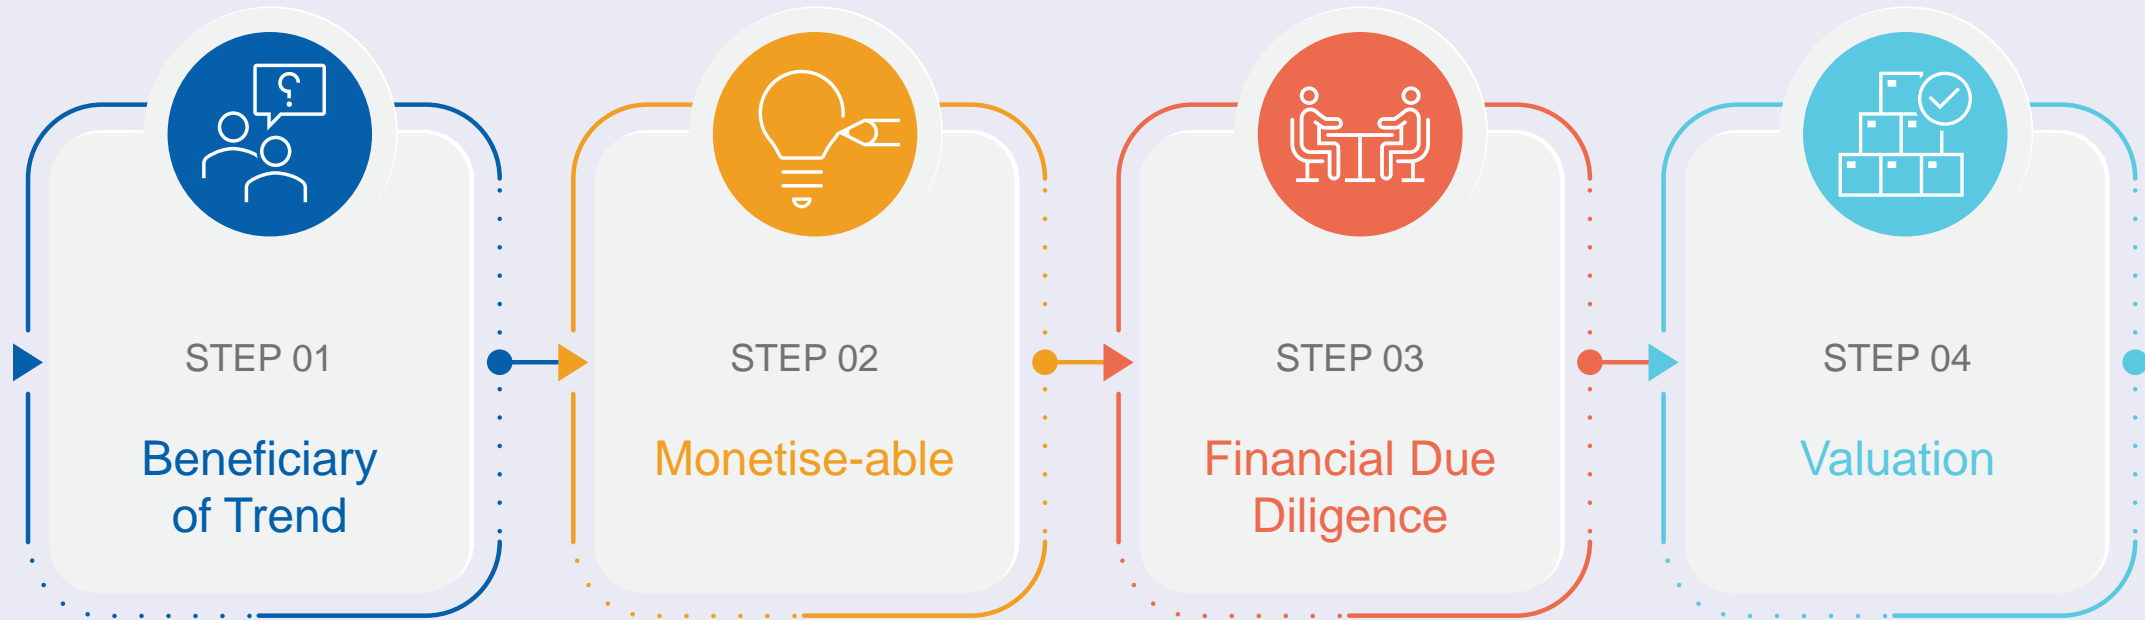 STEP 01
Beneficiary
of Trend
STEP 02
Monetise-able
STEP 03
Financial Due
Diligence
STEP 04
Valuation